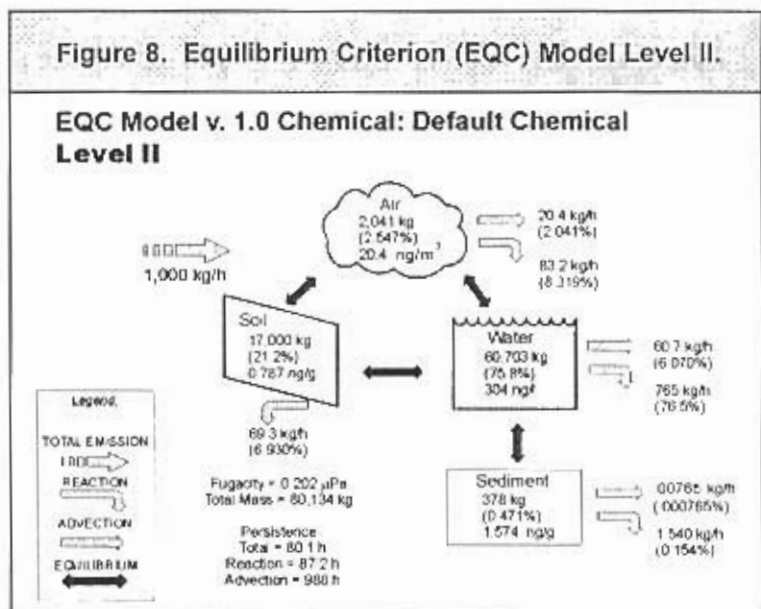 Figure 8. Equilibrium Criterion (EQC) Model Level II.
EQC Model v. 1.0 Chemical: Default Chemical
Level II
Air
2,041 kg
(2.547%)
20.4 ng/m³
20.4 kg/h
(2.041%)
83.2 kg/h
(8.319%)
1,000 kg/h
Soil
17,000 kg
(21.2%)
0.787 ng/g
69.3 kg/h
(6.930%)
Water
60,703 kg
(75.8%)
304 ng/l
60.7 kg/h
(6.070%)
765 kg/h
(76.5%)
Legend
TOTAL EMISSION
REACTION
ADVECTION
EQUILIBRIUM
Fugacity = 0.202 µPa
Total Mass = 80,134 kg
Persistence
Total = 80.1 h
Reaction = 87.2 h
Advection = 988 h
Sediment
378 kg
(0.471%)
1.574 ng/g
.00765 kg/h
(.000765%)
1.540 kg/h
(0.154%)